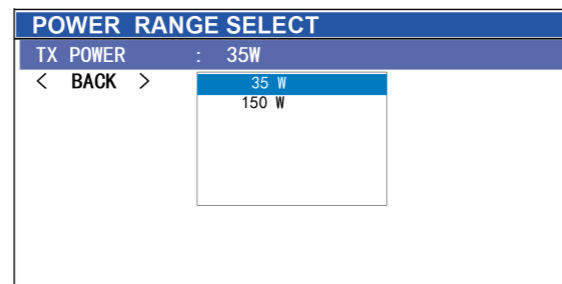 POWER RANGE SELECT
TX POWER : 35W
< BACK >
35 W
150 W